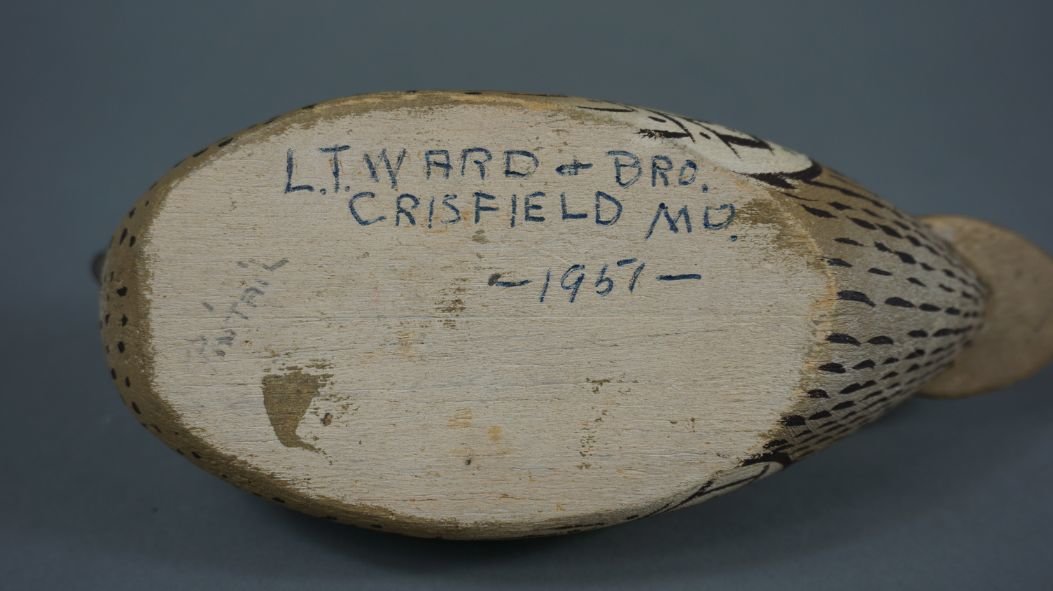 L.T. WARD & BRO.
CRISFIELD MD.
- 1957 -